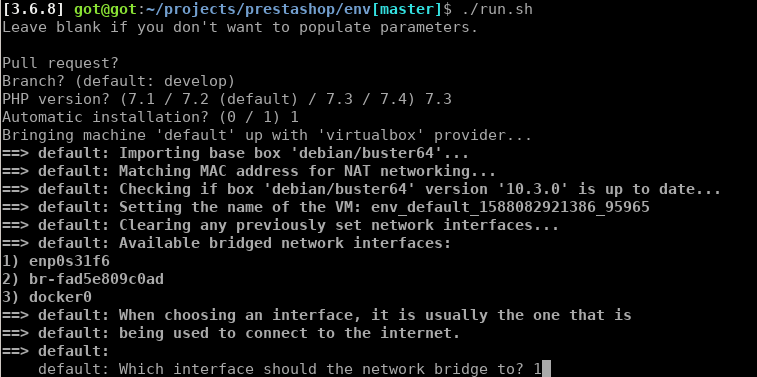 [3.6.8] got@got:~/projects/prestashop/env[master]$ ./run.sh
Leave blank if you don't want to populate parameters.
Pull request?
Branch? (default: develop)
PHP version? (7.1 / 7.2 (default) / 7.3 / 7.4) 7.3
Automatic installation? (0 / 1) 1
Bringing machine 'default' up with 'virtualbox' provider...
==> default: Importing base box 'debian/buster64'...
==> default: Matching MAC address for NAT networking...
==> default: Checking if box 'debian/buster64' version '10.3.0' is up to date...
==> default: Setting the name of the VM: env_default_1588082921386_95965
==> default: Clearing any previously set network interfaces...
==> default: Available bridged network interfaces:
1) enp0s31f6
2) br-fad5e809c0ad
3) docker0
==> default: When choosing an interface, it is usually the one that is
==> default: being used to connect to the internet.
==> default:
default: Which interface should the network bridge to? 1